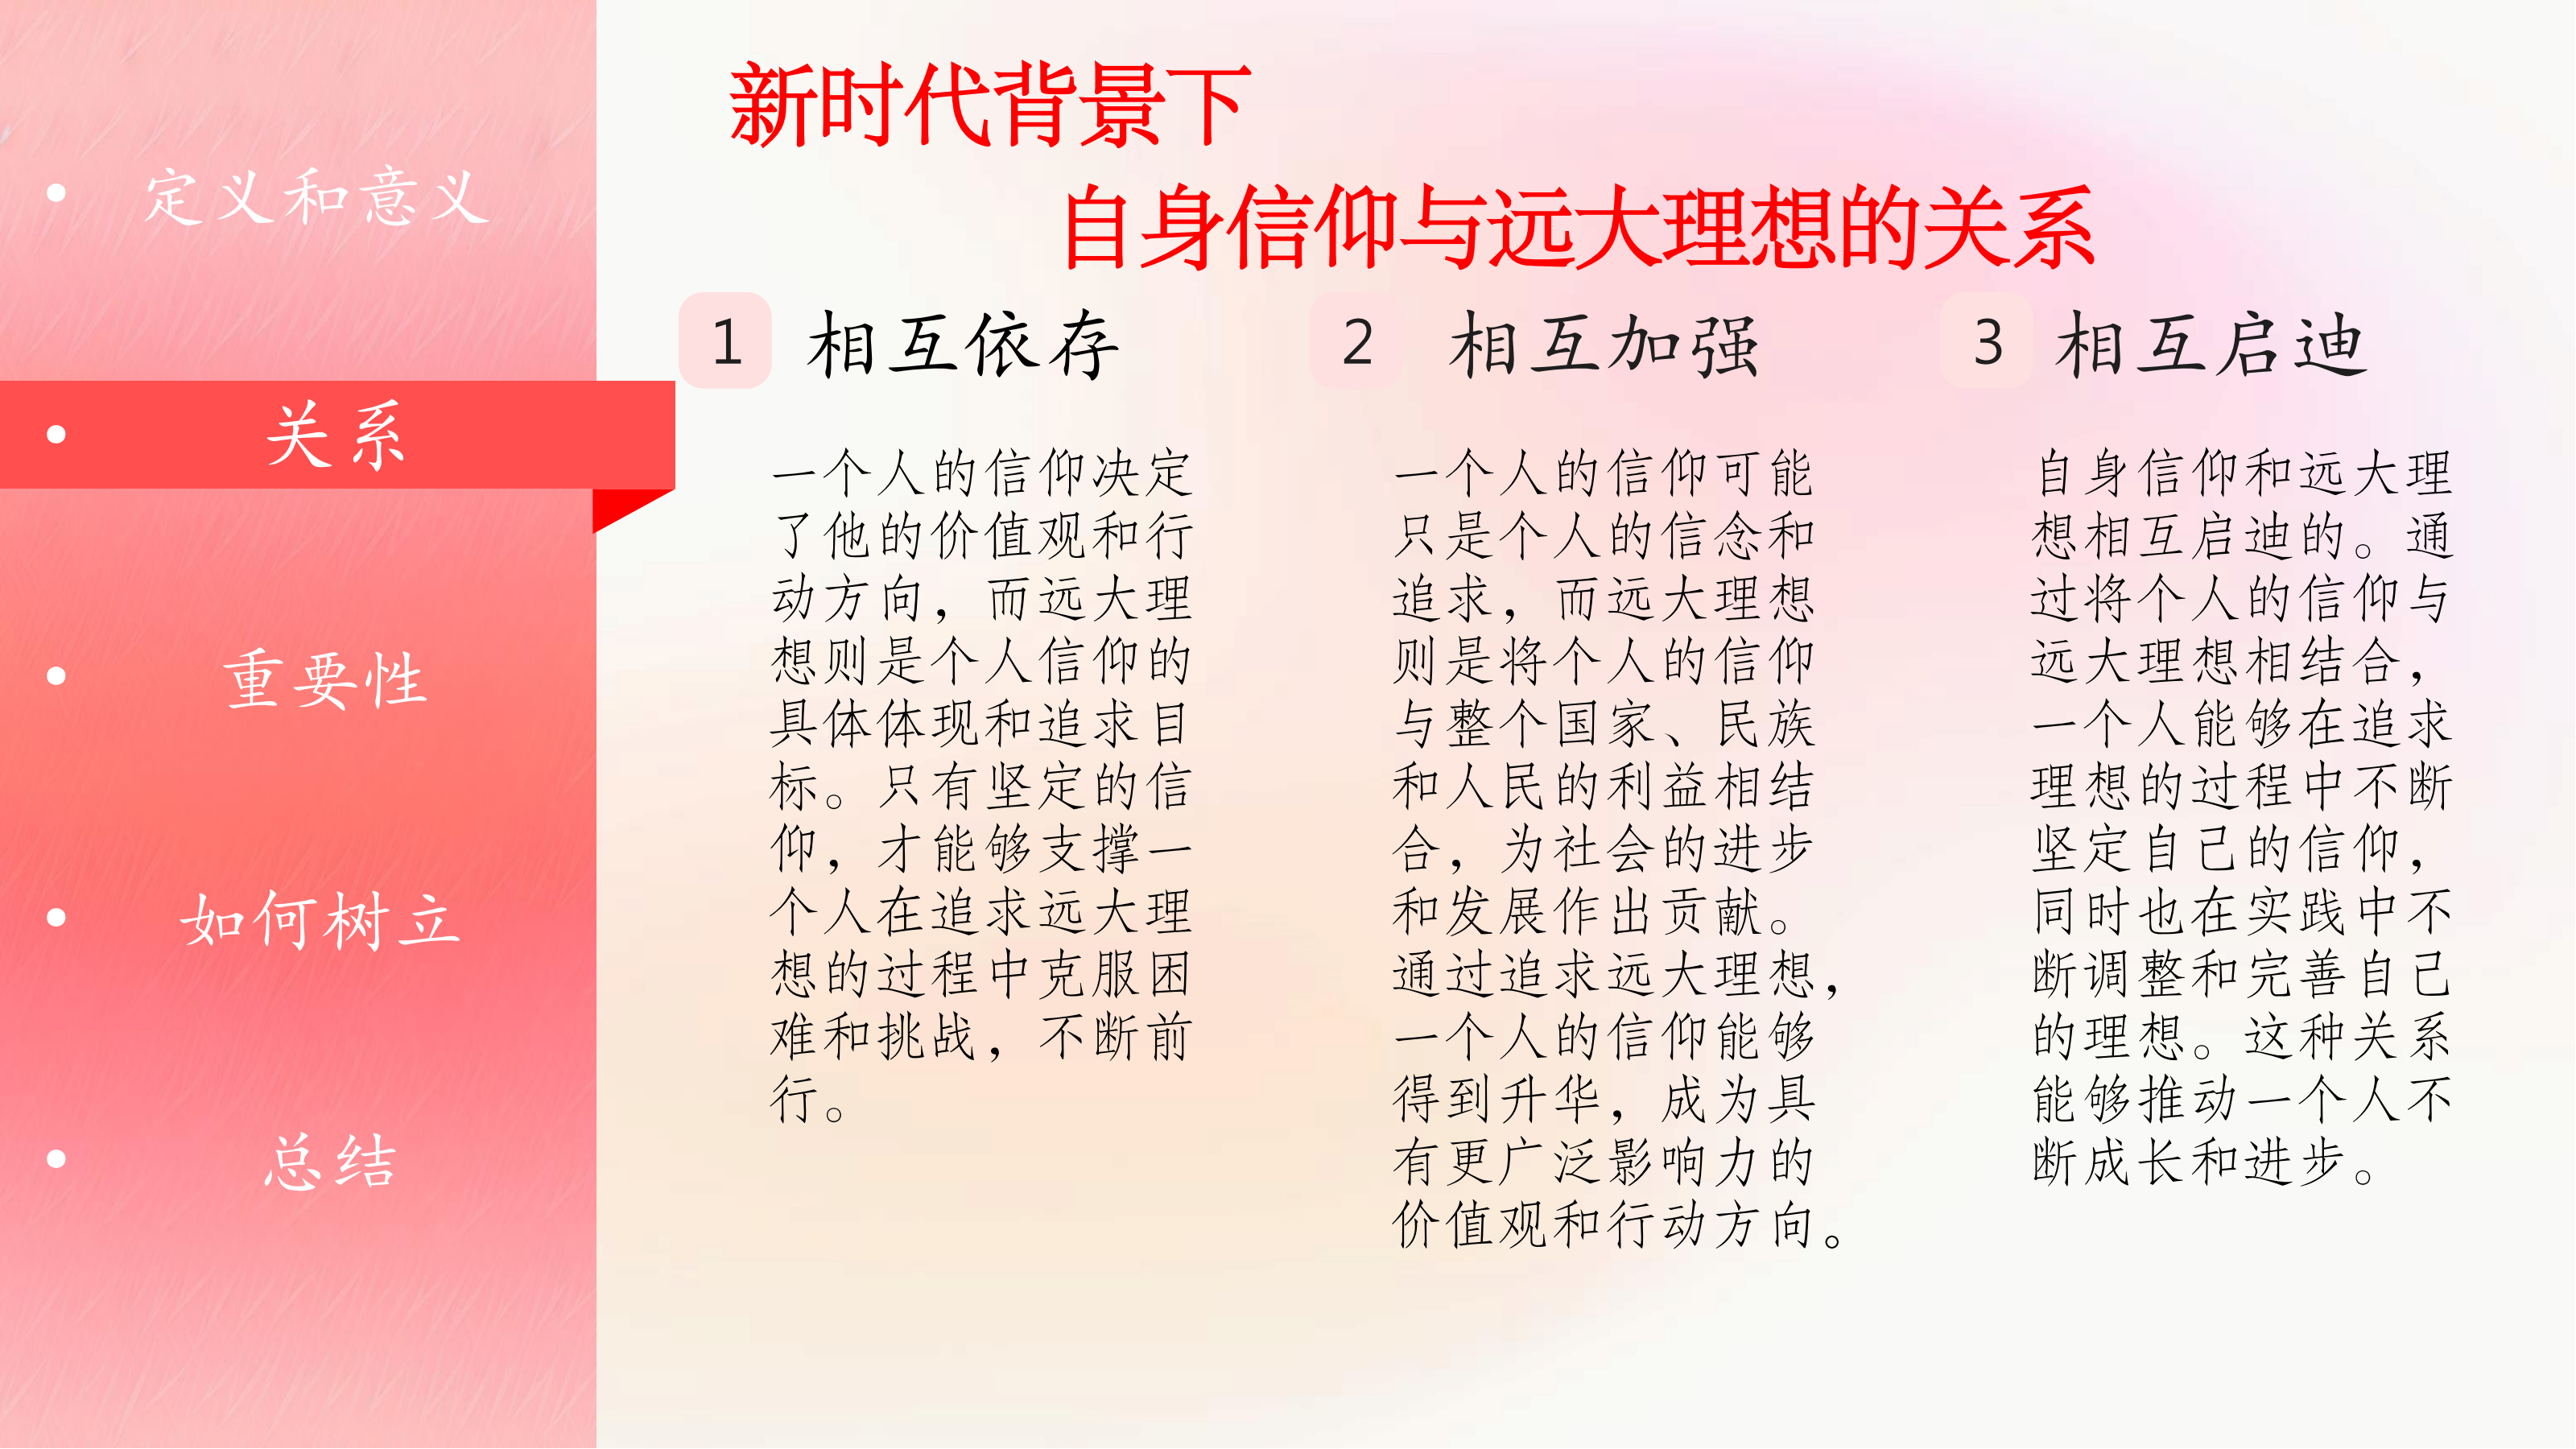 • 定义和意义
• 关系
• 重要性
• 如何树立
• 总结
新时代背景下
自身信仰与远大理想的关系
1 相互依存
一个人的信仰决定
了他的价值观和行
动方向，而远大理
想则是个人信仰的
具体体现和追求目
标。只有坚定的信
仰，才能够支撑一
个人在追求远大理
想的过程中克服困
难和挑战，不断前
行。
2 相互加强
一个人的信仰可能
只是个人的信念和
追求，而远大理想
则是将个人的信仰
与整个国家、民族
和人民的利益相结
合，为社会的进步
和发展作出贡献。
通过追求远大理想，
一个人的信仰能够
得到升华，成为具
有更广泛影响力的
价值观和行动方向。
3 相互启迪
自身信仰和远大理
想相互启迪的。通
过将个人的信仰与
远大理想相结合，
一个人能够在追求
理想的过程中不断
坚定自己的信仰，
同时也在实践中不
断调整和完善自己
的理想。这种关系
能够推动一个人不
断成长和进步。